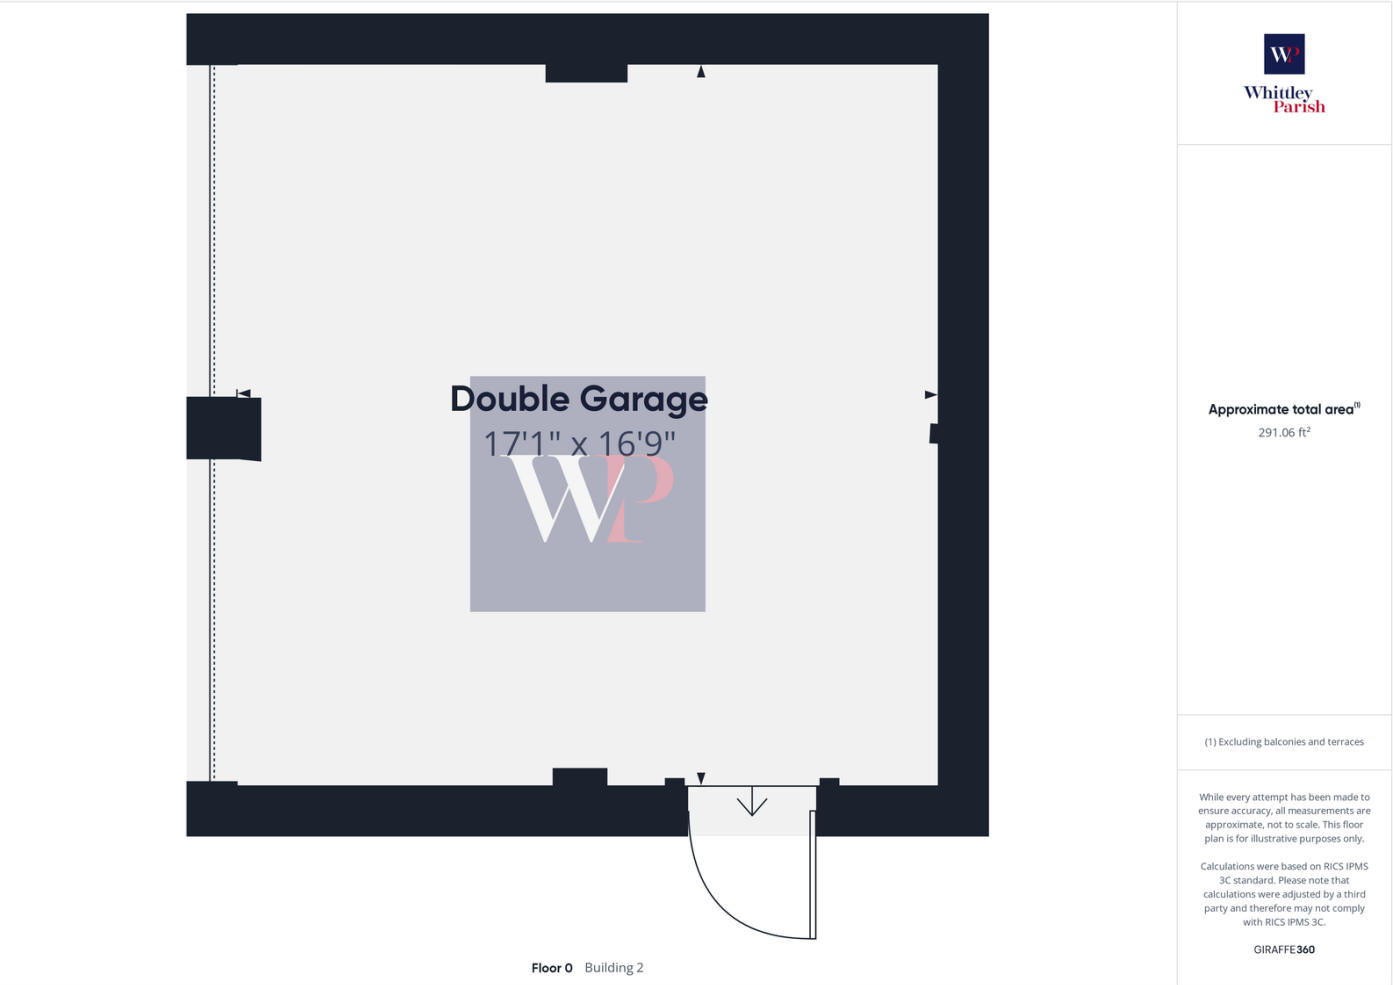 WP
Whittley
Parish
Double Garage
17'1" x 16'9"
WP
Approximate total area(1)
291.06 ft²
(1) Excluding balconies and terraces
While every attempt has been made to
ensure accuracy, all measurements are
approximate, not to scale. This floor
plan is for illustrative purposes only.
Calculations were based on RICS IPMS
3C standard. Please note that
calculations were adjusted by a third
party and therefore may not comply
with RICS IPMS 3C.
GIRAFFE360
Floor 0 Building 2